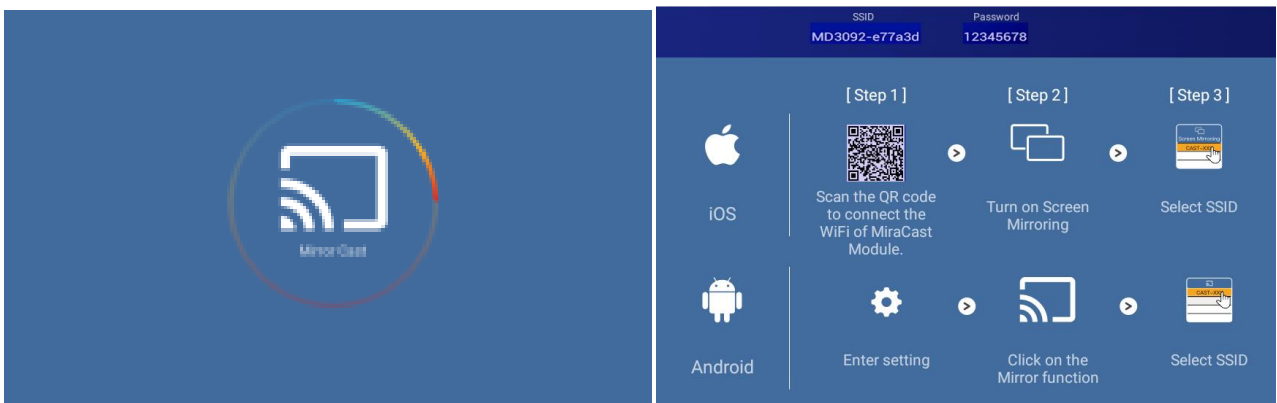 Mirror Cast
SSID
Password
MD3092-e77a3d
12345678
[ Step 1 ]
[ Step 2 ]
[ Step 3 ]
Screen Mirroring
iOS
Scan the QR code
to connect the
WiFi of MiraCast
Module.
Turn on Screen
Mirroring
Select SSID
Android
Enter setting
Click on the
Mirror function
Select SSID